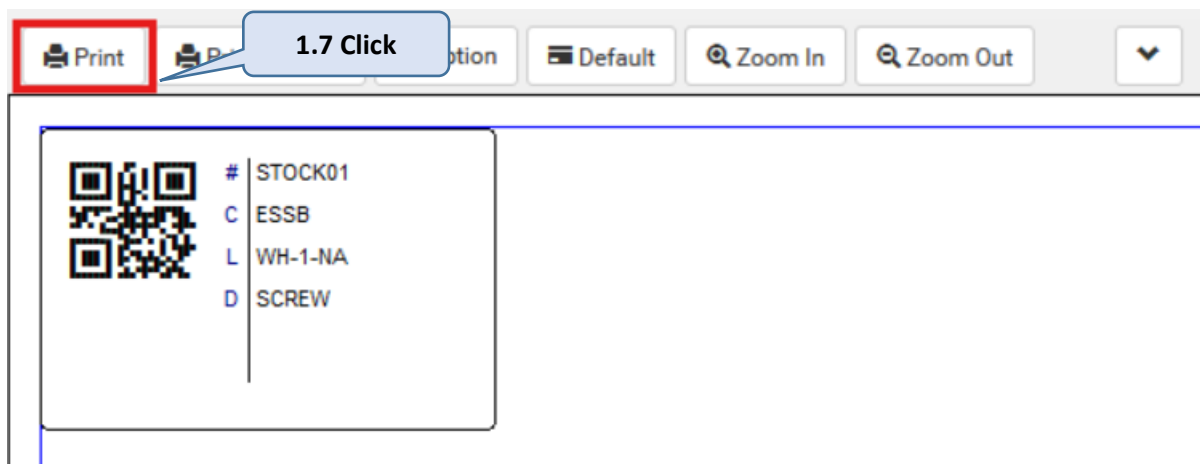 Print
1.7 Click
Default
Zoom In
Zoom Out
# STOCK01
C ESSB
L WH-1-NA
D SCREW